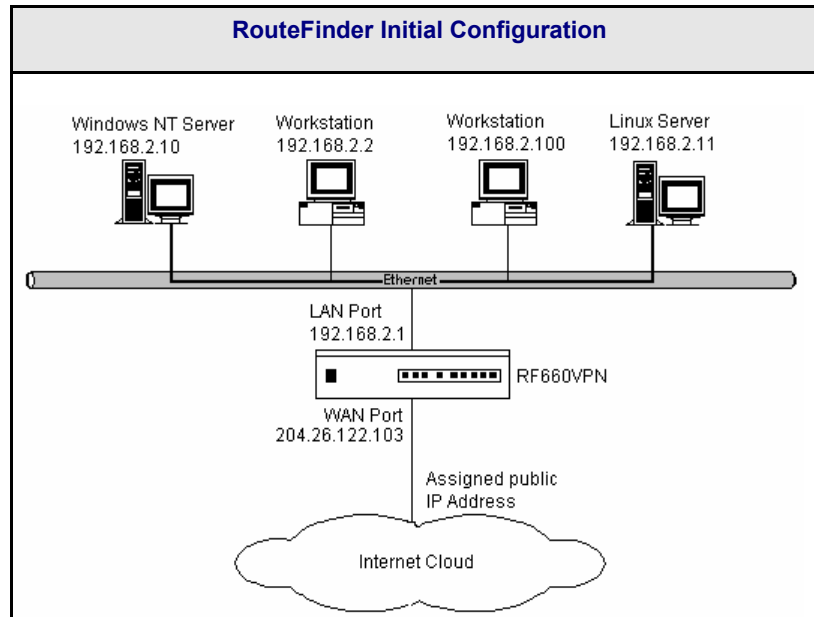 RouteFinder Initial Configuration
Windows NT Server
192.168.2.10
Workstation
192.168.2.2
Workstation
192.168.2.100
Linux Server
192.168.2.11
Ethernet
LAN Port
192.168.2.1
RF660VPN
WAN Port
204.26.122.103
Assigned public
IP Address
Internet Cloud